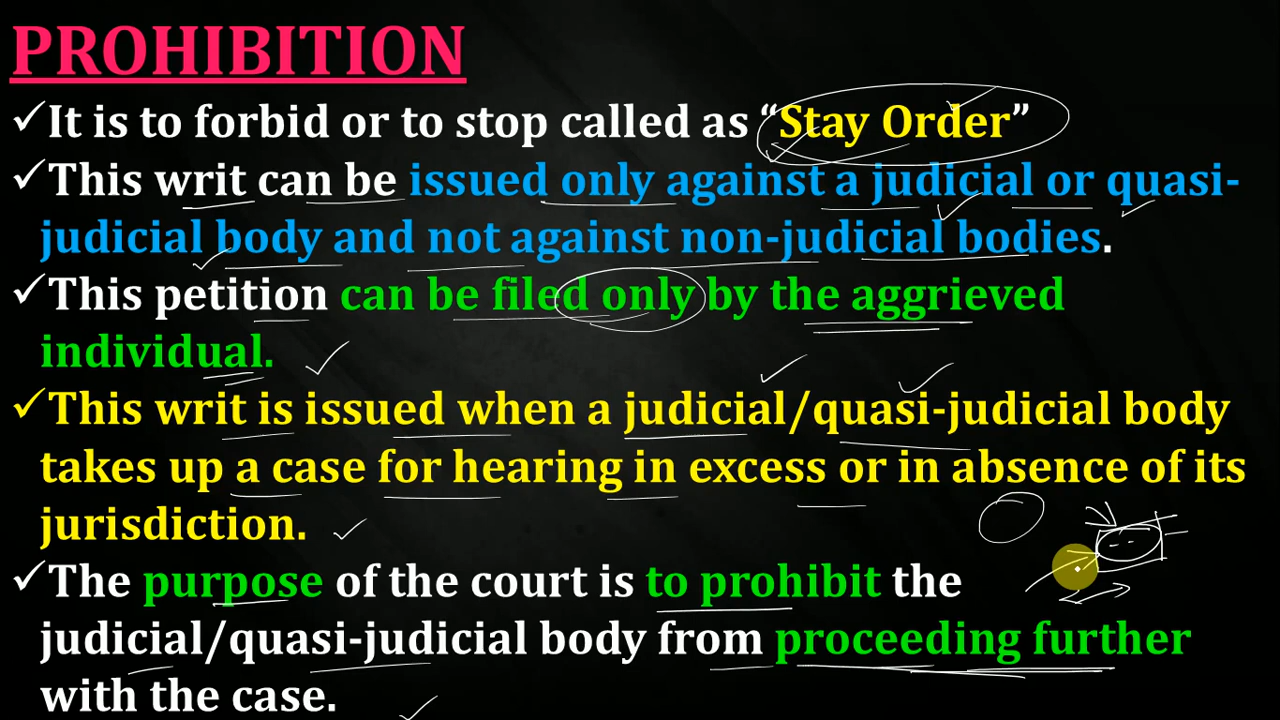 PROHIBITION
✓It is to forbid or to stop called as “Stay Order”
✓This writ can be issued only against a judicial or quasi-
judicial body and not against non-judicial bodies.
✓This petition can be filed only by the aggrieved
individual.
✓This writ is issued when a judicial/quasi-judicial body
takes up a case for hearing in excess or in absence of its
jurisdiction.
✓The purpose of the court is to prohibit the
judicial/quasi-judicial body from proceeding further
with the case.